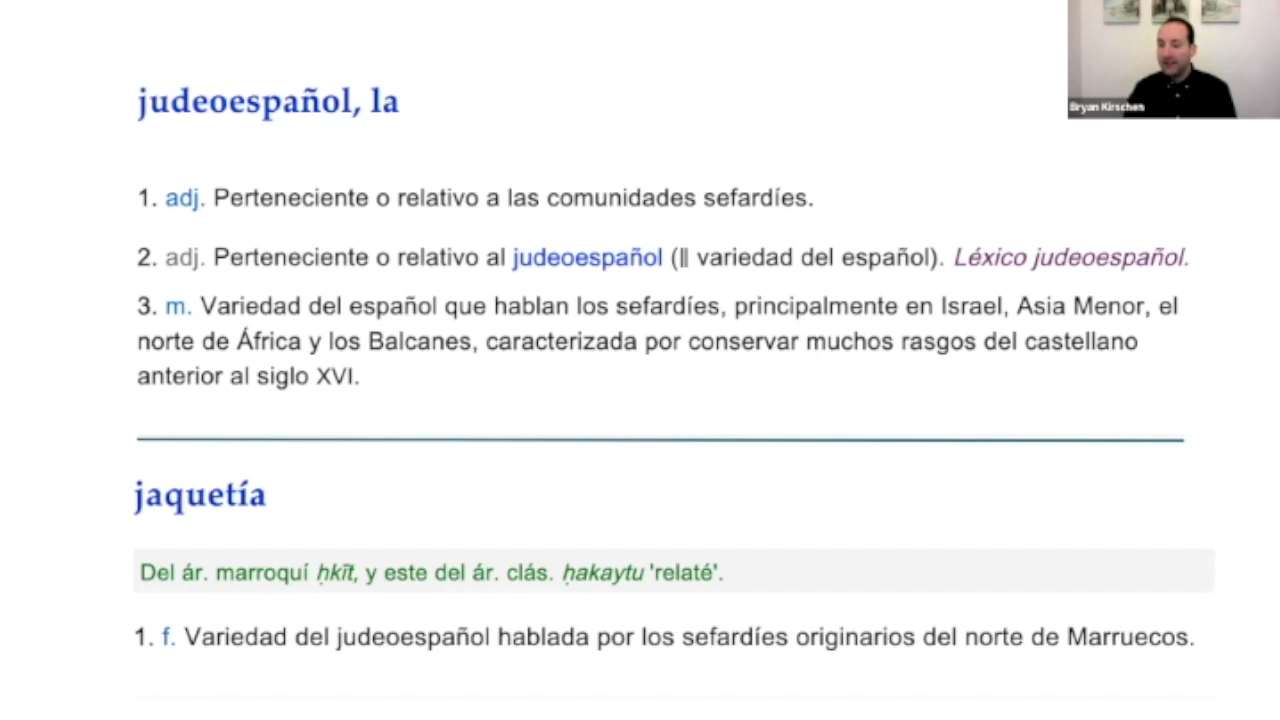 judeoespañol, la
Bryan Kirschen
1. adj. Perteneciente o relativo a las comunidades sefardíes.
2. adj. Perteneciente o relativo al judeoespañol (‖ variedad del español). Léxico judeoespañol.
3. m. Variedad del español que hablan los sefardíes, principalmente en Israel, Asia Menor, el
norte de África y los Balcanes, caracterizada por conservar muchos rasgos del castellano
anterior al siglo XVI.
jaquetía
Del ár. marroquí ḥkīt, y este del ár. clás. ḥakaytu 'relaté'.
1. f. Variedad del judeoespañol hablada por los sefardíes originarios del norte de Marruecos.